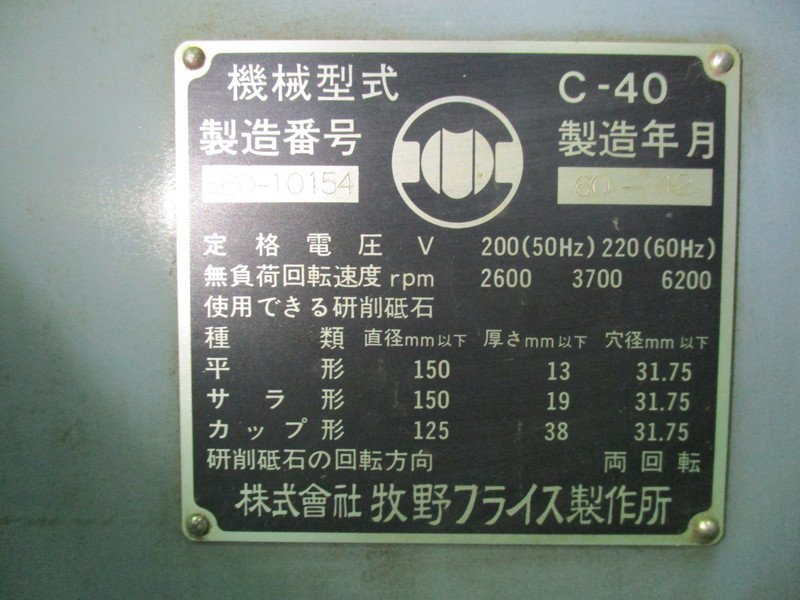 機械型式 C-40
製造番号 製造年月
80-10154 60-12
定格電圧 V 200(50Hz) 220(60Hz)
無負荷回転速度 rpm 2600 3700 6200
使用できる研削砥石
種類 直径mm以下 厚さmm以下 穴径mm以下
平形 150 13 31.75
サラ形 150 19 31.75
カップ形 125 38 31.75
研削砥石の回転方向 両回転
株式會社 牧野フライス製作所